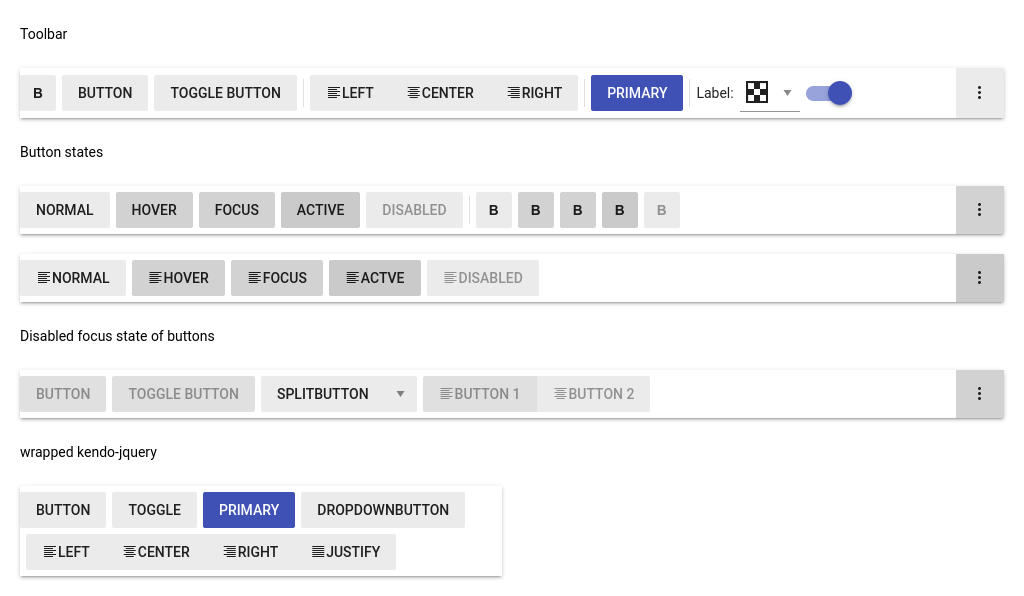 Toolbar
B BUTTON TOGGLE BUTTON LEFT CENTER RIGHT PRIMARY Label:
Button states
NORMAL HOVER FOCUS ACTIVE DISABLED B B B B B
NORMAL HOVER FOCUS ACTVE DISABLED
Disabled focus state of buttons
BUTTON TOGGLE BUTTON SPLITBUTTON BUTTON 1 BUTTON 2
wrapped kendo-jquery
BUTTON TOGGLE PRIMARY DROPDOWNBUTTON
LEFT CENTER RIGHT JUSTIFY